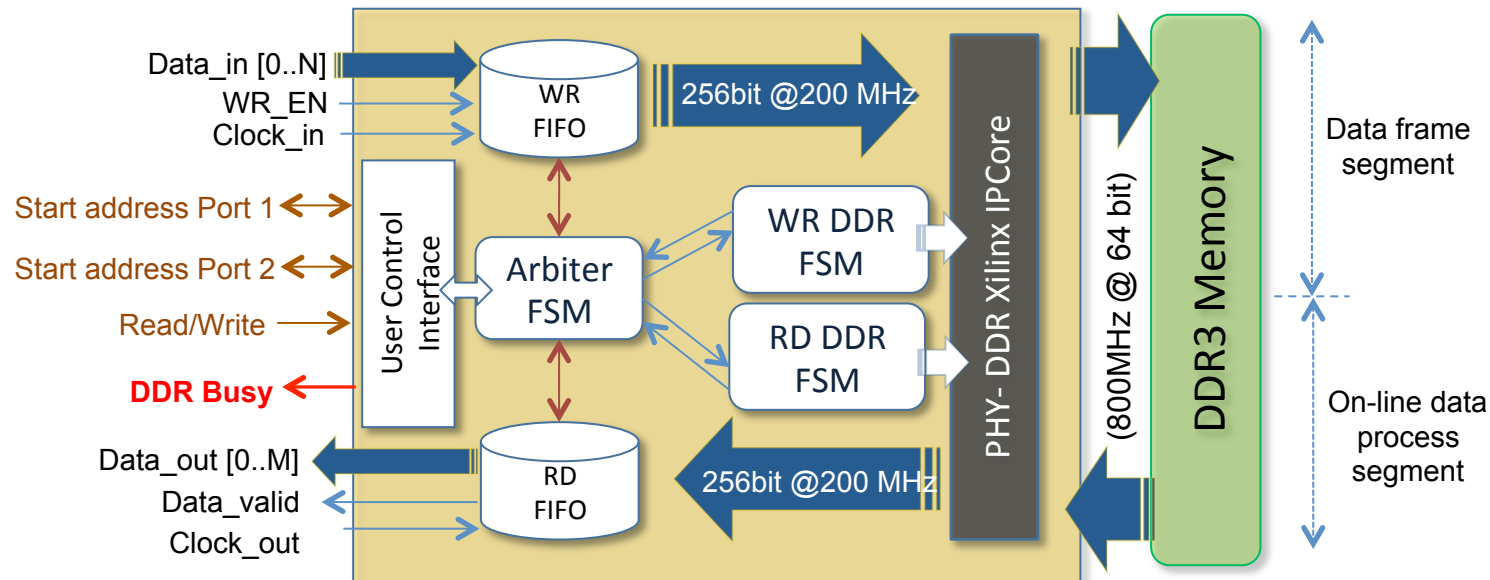 Data_in [0..N]
WR_EN
Clock_in
Start address Port 1
Start address Port 2
Read/Write
DDR Busy
Data_out [0..M]
Data_valid
Clock_out
User Control
Interface
WR
FIFO
Arbiter
FSM
RD
FIFO
256bit @200 MHz
WR DDR
FSM
RD DDR
FSM
256bit @200 MHz
PHY- DDR Xilinx IPCore
(800MHz @ 64 bit)
DDR3 Memory
Data frame
segment
On-line data
process
segment